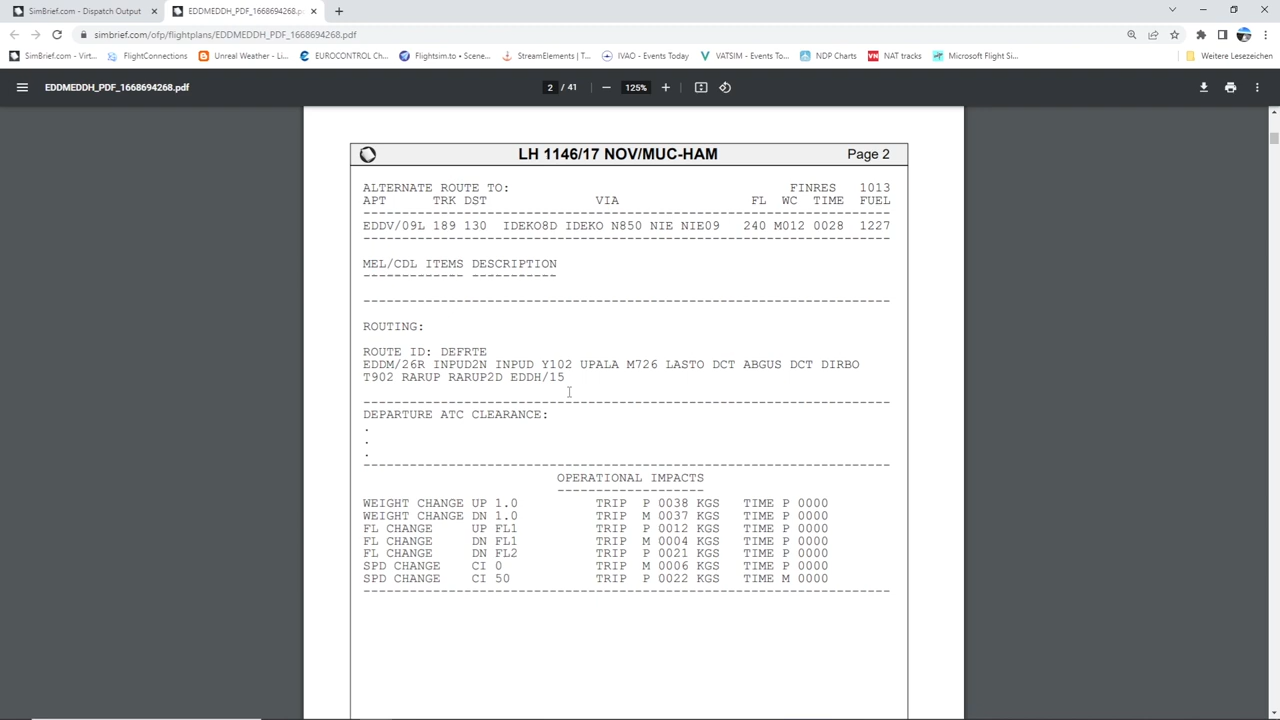 SimBrief.com - Dispatch Output
EDDMEDDH_PDF_1668694268.p
simbrief.com/ofp/flightplans/EDDMEDDH_PDF_1668694268.pdf
SimBrief.com - Virt...
FlightConnections
Unreal Weather - Li...
EUROCONTROL Ch...
Flightsim.to • Scene...
StreamElements | T...
IVAO - Events Today
VATSIM - Events To...
NDP Charts
NAT tracks
Microsoft Flight Si...
Weitere Lesezeichen
EDDMEDDH_PDF_1668694268.pdf
2 / 41
125%
LH 1146/17 NOV/MUC-HAM Page 2
ALTERNATE ROUTE TO: FINRES 1013
APT TRK DST VIA FL WC TIME FUEL
EDDV/09L 189 130 IDEKO8D IDEKO N850 NIE NIE09 240 M012 0028 1227
MEL/CDL ITEMS DESCRIPTION
ROUTING:
ROUTE ID: DEFRTE
EDDM/26R INPUD2N INPUD Y102 UPALA M726 LASTO DCT ABGUS DCT DIRBO
T902 RARUP RARUP2D EDDH/15
DEPARTURE ATC CLEARANCE:
.
.
.
OPERATIONAL IMPACTS
WEIGHT CHANGE UP 1.0 TRIP P 0038 KGS TIME P 0000
WEIGHT CHANGE DN 1.0 TRIP M 0037 KGS TIME P 0000
FL CHANGE UP FL1 TRIP P 0012 KGS TIME P 0000
FL CHANGE DN FL1 TRIP M 0004 KGS TIME P 0000
FL CHANGE DN FL2 TRIP P 0021 KGS TIME P 0000
SPD CHANGE CI 0 TRIP M 0006 KGS TIME P 0000
SPD CHANGE CI 50 TRIP P 0022 KGS TIME M 0000